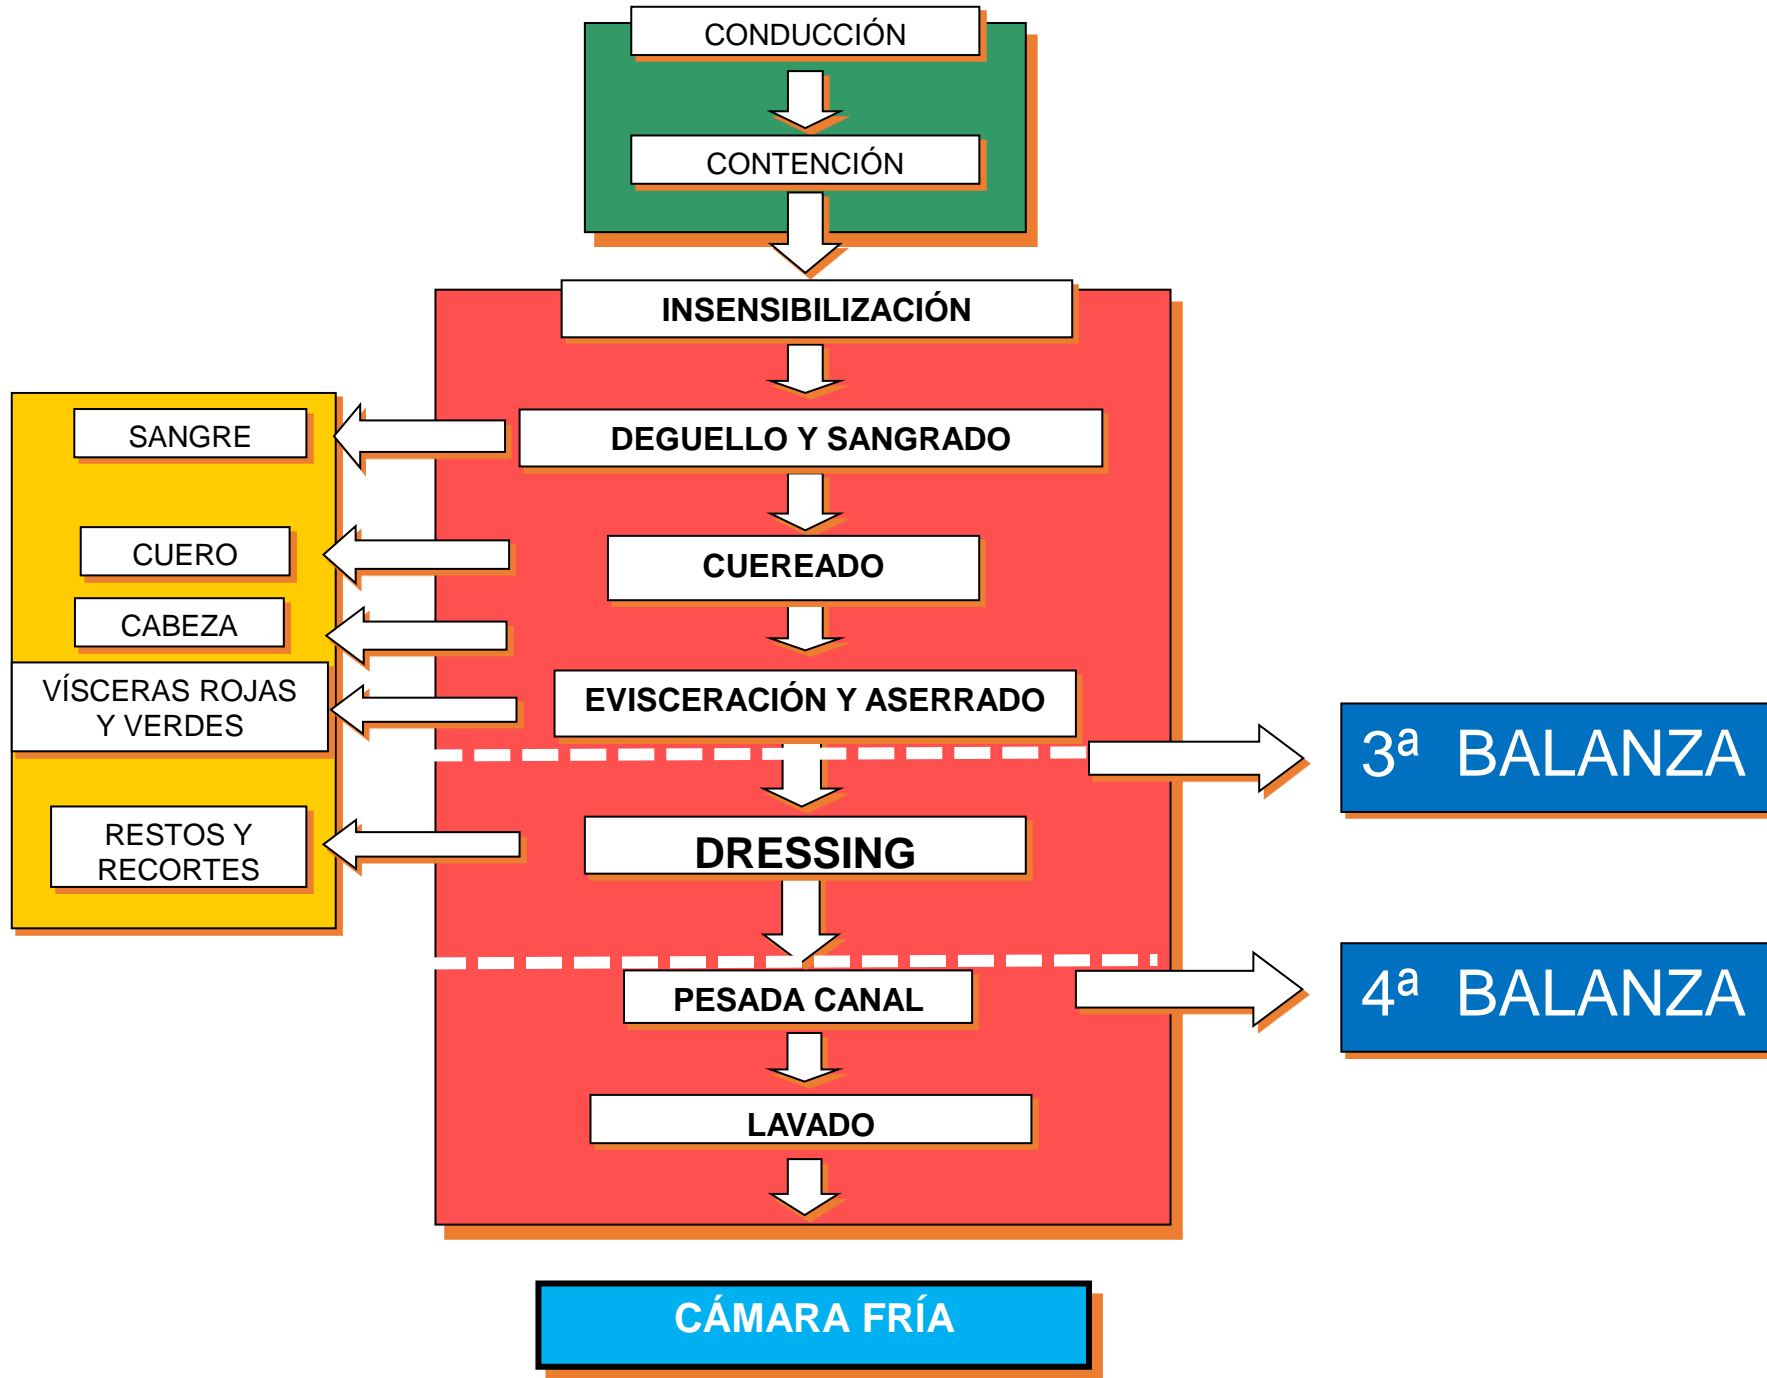 CONDUCCIÓN
CONTENCIÓN
INSENSIBILIZACIÓN
SANGRE
DEGUELLO Y SANGRADO
CUERO
CUEREADO
CABEZA
VÍSCERAS ROJAS
Y VERDES
EVISCERACIÓN Y ASERRADO
3ª BALANZA
RESTOS Y
RECORTES
DRESSING
PESADA CANAL
4ª BALANZA
LAVADO
CÁMARA FRÍA